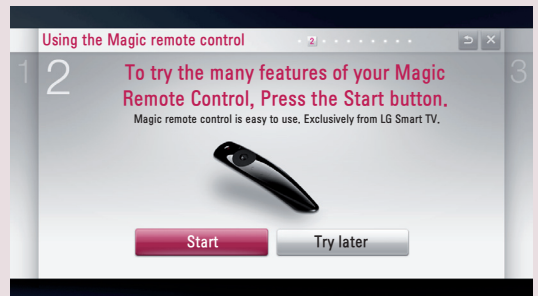 Using the Magic remote control
2
1
2
3
To try the many features of your Magic
Remote Control, Press the Start button.
Magic remote control is easy to use. Exclusively from LG Smart TV.
Start
Try later